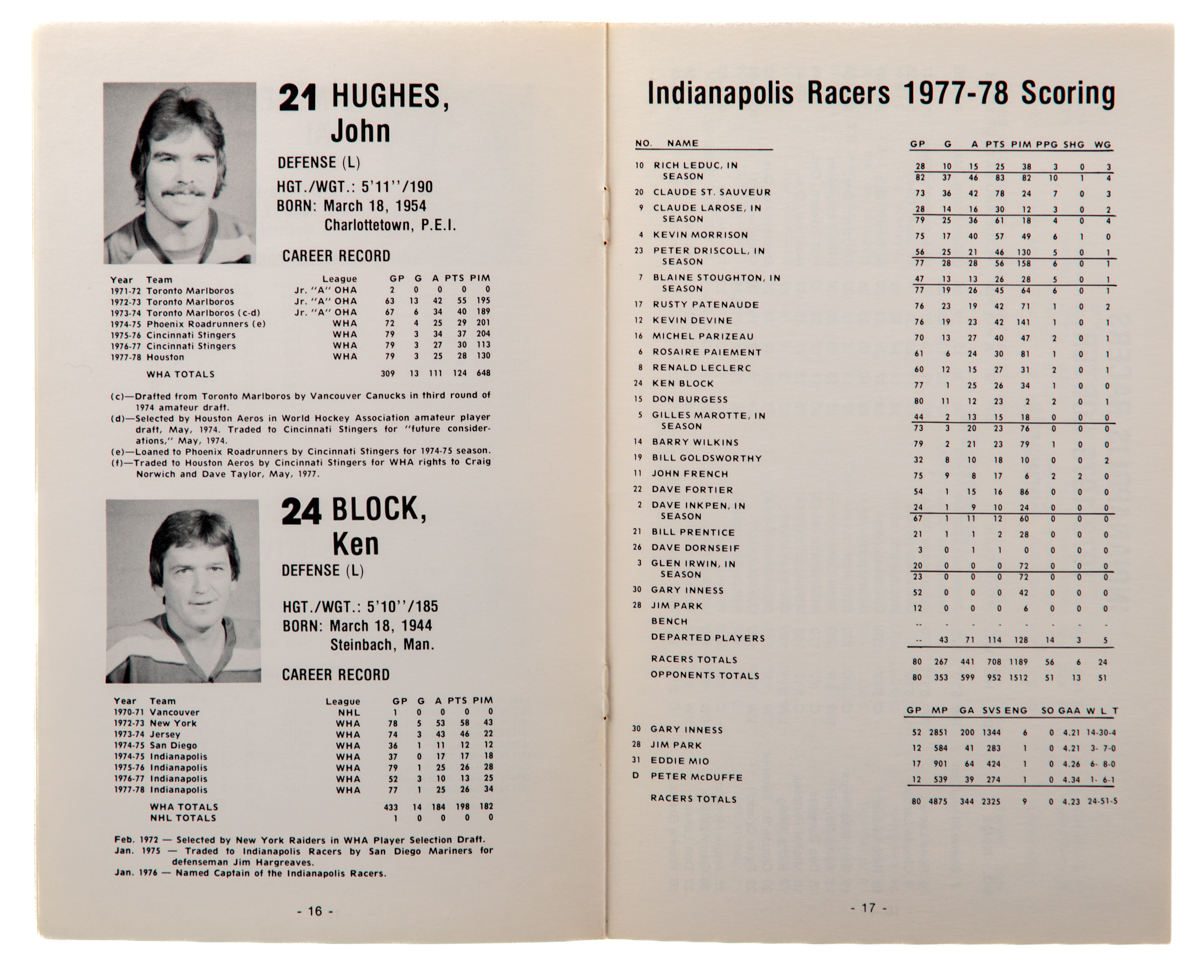 21 HUGHES,
John
DEFENSE (L)
HGT./WGT.: 5'11''/190
BORN: March 18, 1954
Charlottetown, P.E.I.
CAREER RECORD
Year Team League GP G A PTS PIM
1971-72 Toronto Marlboros Jr. "A" OHA 2 0 0 0 0
1972-73 Toronto Marlboros Jr. "A" OHA 63 13 42 55 195
1973-74 Toronto Marlboros (c-d) Jr. "A" OHA 67 6 34 40 189
1974-75 Phoenix Roadrunners (e) WHA 72 4 25 29 201
1975-76 Cincinnati Stingers WHA 79 3 34 37 204
1976-77 Cincinnati Stingers WHA 79 3 27 30 113
1977-78 Houston WHA 79 3 25 28 130
WHA TOTALS 309 13 111 124 648
(c)—Drafted from Toronto Marlboros by Vancouver Canucks in third round of
1974 amateur draft.
(d)—Selected by Houston Aeros in World Hockey Association amateur player
draft, May, 1974. Traded to Cincinnati Stingers for "future consider-
ations," May, 1974.
(e)—Loaned to Phoenix Roadrunners by Cincinnati Stingers for 1974-75 season.
(f)—Traded to Houston Aeros by Cincinnati Stingers for WHA rights to Craig
Norwich and Dave Taylor, May, 1977.
24 BLOCK,
Ken
DEFENSE (L)
HGT./WGT.: 5'10''/185
BORN: March 18, 1944
Steinbach, Man.
CAREER RECORD
Year Team League GP G A PTS PIM
1970-71 Vancouver NHL 1 0 0 0 0
1972-73 New York WHA 78 5 53 58 43
1973-74 Jersey WHA 74 3 43 46 22
1974-75 San Diego WHA 36 1 11 12 12
1974-75 Indianapolis WHA 37 0 17 17 18
1975-76 Indianapolis WHA 79 1 25 26 28
1976-77 Indianapolis WHA 52 3 10 13 25
1977-78 Indianapolis WHA 77 1 25 26 34
WHA TOTALS 433 14 184 198 182
NHL TOTALS 1 0 0 0 0
Feb. 1972 — Selected by New York Raiders in WHA Player Selection Draft.
Jan. 1975 — Traded to Indianapolis Racers by San Diego Mariners for
defenseman Jim Hargreaves.
Jan. 1976 — Named Captain of the Indianapolis Racers.
- 16 -
Indianapolis Racers 1977-78 Scoring
NO. NAME GP G A PTS PIM PPG SHG WG
10 RICH LEDUC, IN 28 10 15 25 38 3 0 3
SEASON 82 37 46 83 82 10 1 4
20 CLAUDE ST. SAUVEUR 73 36 42 78 24 7 0 3
9 CLAUDE LAROSE, IN 28 14 16 30 12 3 0 2
SEASON 79 25 36 61 18 4 0 4
4 KEVIN MORRISON 75 17 40 57 49 6 1 0
23 PETER DRISCOLL, IN 56 25 21 46 130 5 0 1
SEASON 77 28 28 56 158 6 0 1
7 BLAINE STOUGHTON, IN 47 13 13 26 28 5 0 1
SEASON 77 19 26 45 64 6 0 1
17 RUSTY PATENAUDE 76 23 19 42 71 1 0 2
12 KEVIN DEVINE 76 19 23 42 141 1 0 1
16 MICHEL PARIZEAU 70 13 27 40 47 2 0 1
6 ROSAIRE PAIEMENT 61 6 24 30 81 1 0 1
8 RENALD LECLERC 60 12 15 27 31 2 0 1
24 KEN BLOCK 77 1 25 26 34 1 0 0
15 DON BURGESS 80 11 12 23 2 2 0 1
5 GILLES MAROTTE, IN 44 2 13 15 18 0 0 0
SEASON 73 3 20 23 76 0 0 0
14 BARRY WILKINS 79 2 21 23 79 1 0 0
19 BILL GOLDSWORTHY 32 8 10 18 10 0 0 2
11 JOHN FRENCH 75 9 8 17 6 2 2 0
22 DAVE FORTIER 54 1 15 16 86 0 0 0
2 DAVE INKPEN, IN 24 1 9 10 24 0 0 0
SEASON 67 1 11 12 60 0 0 0
21 BILL PRENTICE 21 1 1 2 28 0 0 0
26 DAVE DORNSEIF 3 0 1 1 0 0 0 0
3 GLEN IRWIN, IN 20 0 0 0 72 0 0 0
SEASON 23 0 0 0 72 0 0 0
30 GARY INNESS 52 0 0 0 42 0 0 0
28 JIM PARK 12 0 0 0 6 0 0 0
BENCH -- - - - - - - -
DEPARTED PLAYERS -- 43 71 114 128 14 3 5
RACERS TOTALS 80 267 441 708 1189 56 6 24
OPPONENTS TOTALS 80 353 599 952 1512 51 13 51
GP MP GA SVS ENG SO GAA W L T
30 GARY INNESS 52 2851 200 1344 6 0 4.21 14-30-4
28 JIM PARK 12 584 41 283 1 0 4.21 3- 7-0
31 EDDIE MIO 17 901 64 424 1 0 4.26 6- 8-0
D PETER McDUFFE 12 539 39 274 1 0 4.34 1- 6-1
RACERS TOTALS 80 4875 344 2325 9 0 4.23 24-51-5
- 17 -